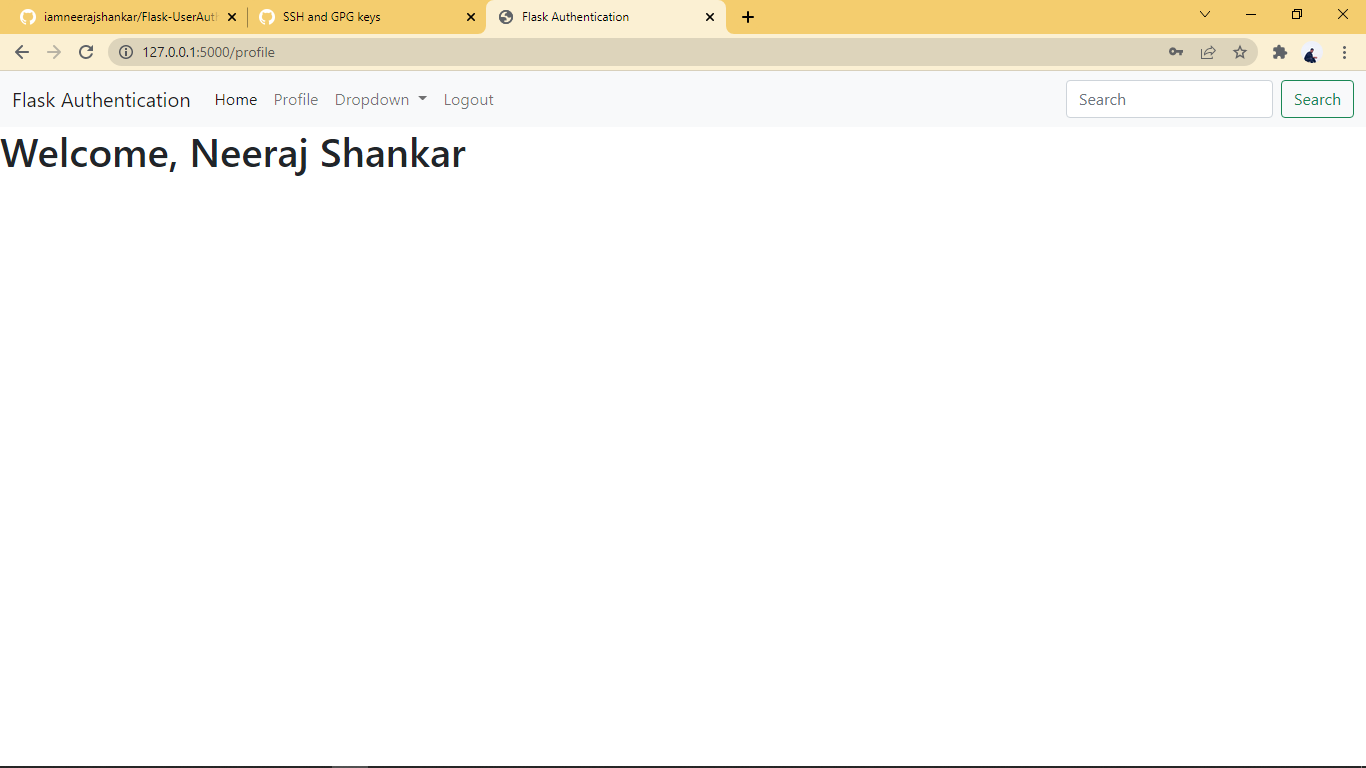 iamneerajshankar/Flask-UserAuth
SSH and GPG keys
Flask Authentication
127.0.0.1:5000/profile
Flask Authentication
Home
Profile
Dropdown
Logout
Search
Search
Welcome, Neeraj Shankar